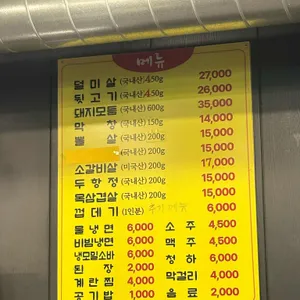 메뉴
덜미살 (국내산) 450g 27,000
뒷고기 (국내산) 450g 26,000
돼지모듬 (국내산) 600g 35,000
막창 (국내산) 150g 14,000
볼살 (국내산) 200g 15,000
(국내산) 200g 15,000
소갈비살 (미국산) 200g 17,000
두항정 (국내산) 200g 15,000
목삼겹살 (국내산) 200g 15,000
껍데기 (1인분) 6,000
물냉면 6,000 소주 4,500
비빔냉면 6,000 맥주 4,500
냉모밀소바 6,000 청하 6,000
된장 2,000 막걸리 4,000
계란찜 4,000 음료 2,000
공기밥 1,000